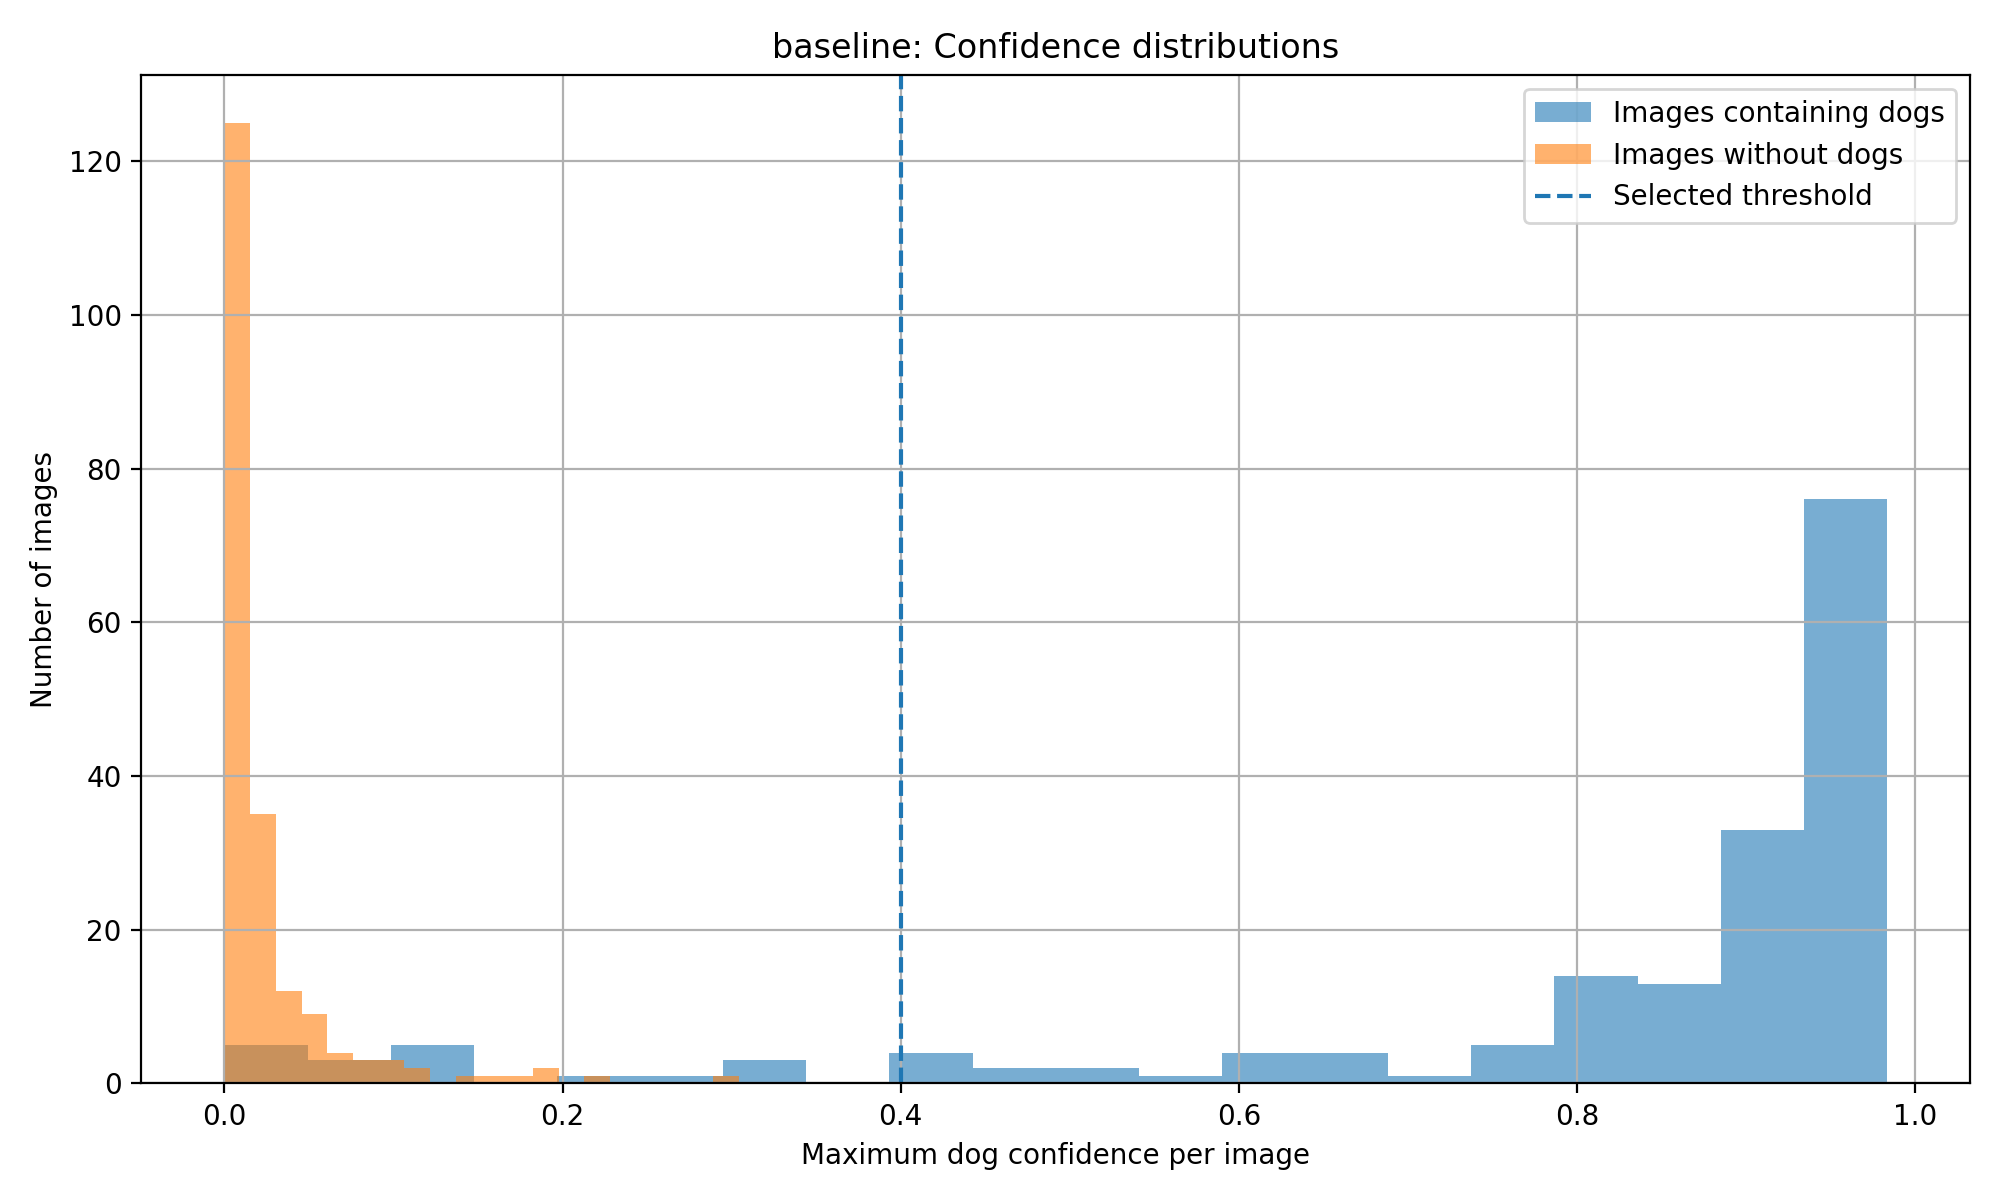 baseline: Confidence distributions
Images containing dogs
Images without dogs
Selected threshold
120
100
80
60
40
20
0
Number of images
0.0 0.2 0.4 0.6 0.8 1.0
Maximum dog confidence per image